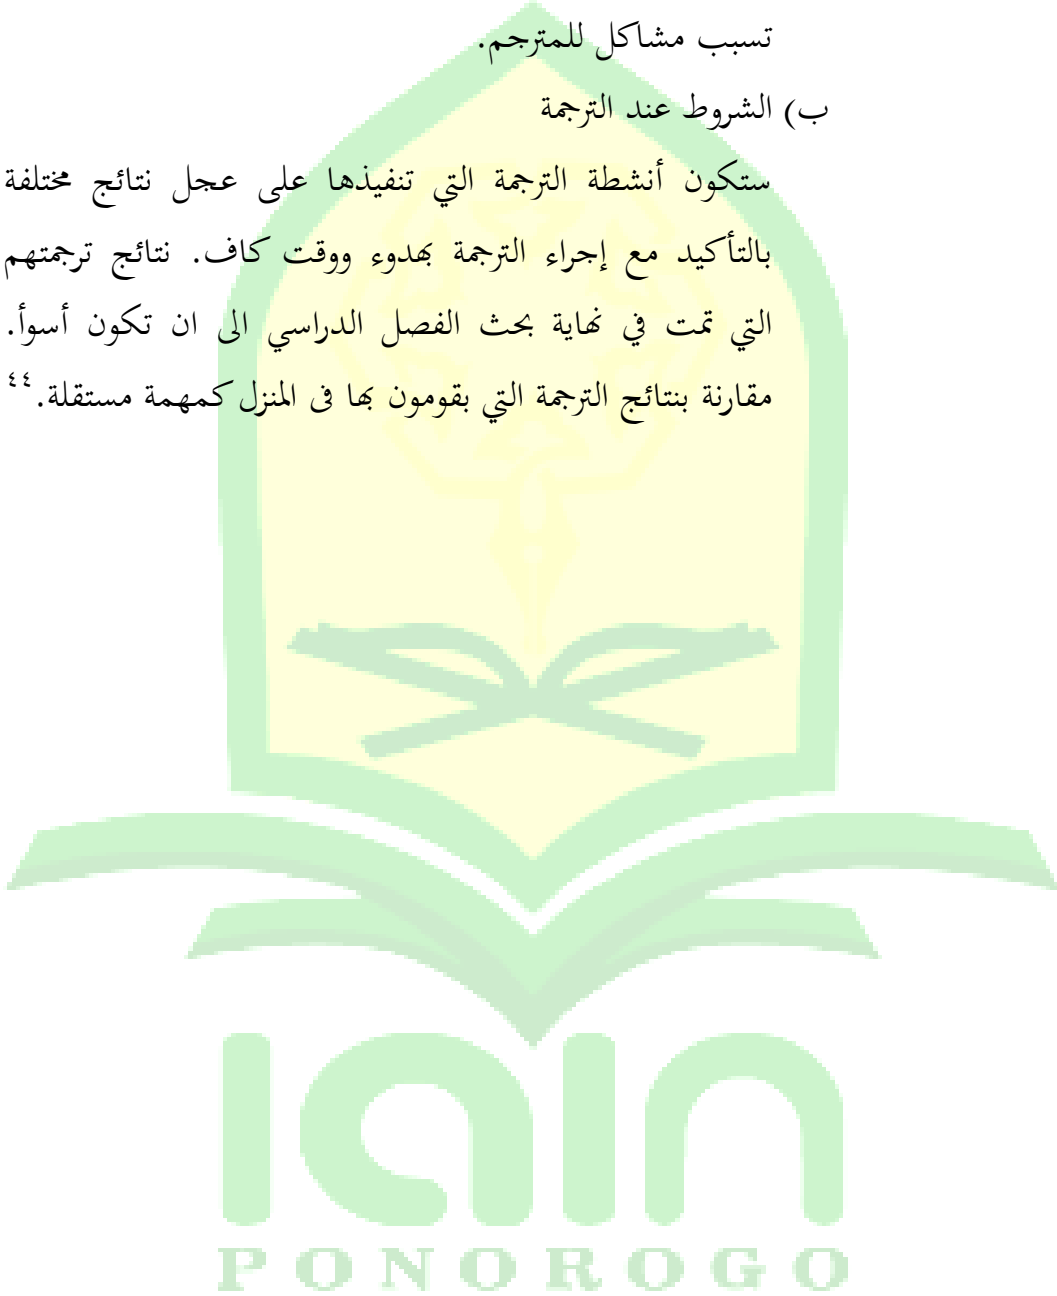 تسبب مشاكل للمترجم.
ب) الشروط عند الترجمة
ستكون أنشطة الترجمة التي تنفيذها على عجل نتائج مختلفة
بالتأكيد مع إجراء الترجمة بهدوء ووقت كاف. نتائج ترجمتهم
التي تمت في نهاية بحث الفصل الدراسي الى ان تكون أسوأ.
مقارنة بنتائج الترجمة التي بقومون بها فى المنزل كمهمة مستقلة.٤٤
iain
PONOROGO